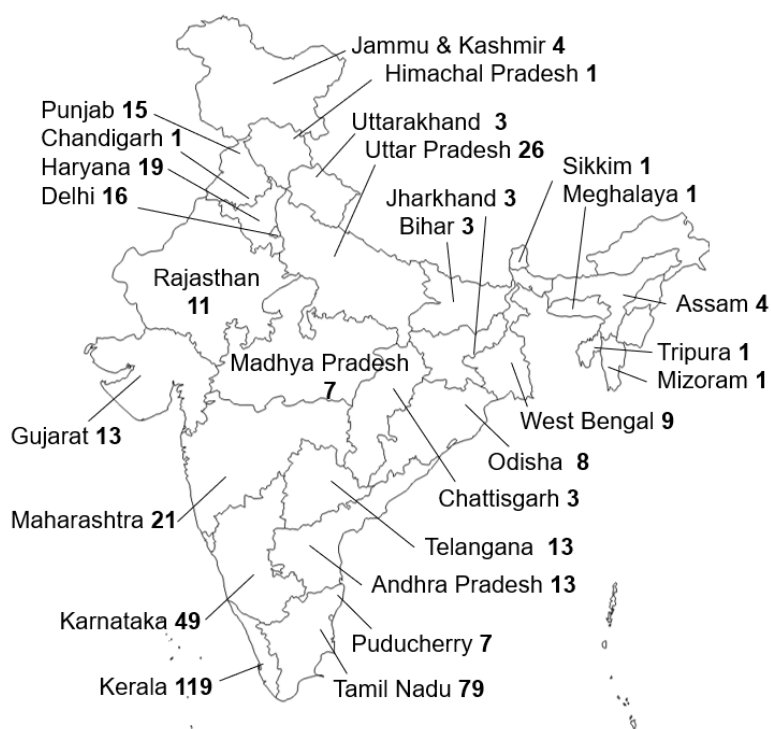 Jammu & Kashmir 4
Himachal Pradesh 1
Punjab 15
Chandigarh 1
Haryana 19
Delhi 16
Uttarakhand 3
Uttar Pradesh 26
Sikkim 1
Meghalaya 1
Jharkhand 3
Bihar 3
Rajasthan
11
Assam 4
Madhya Pradesh
7
Tripura 1
Mizoram 1
Gujarat 13
West Bengal 9
Odisha 8
Chattisgarh 3
Maharashtra 21
Telangana 13
Andhra Pradesh 13
Karnataka 49
Puducherry 7
Kerala 119
Tamil Nadu 79